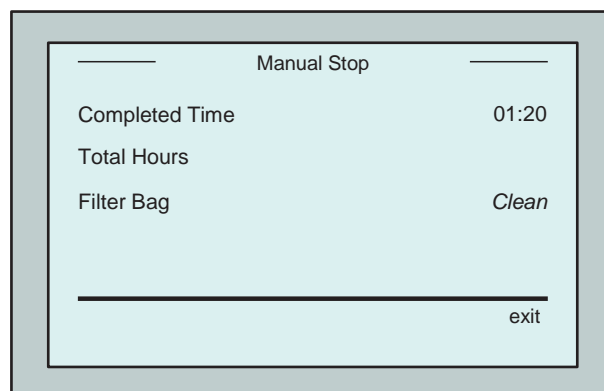 Manual Stop
Completed Time 01:20
Total Hours
Filter Bag Clean
exit